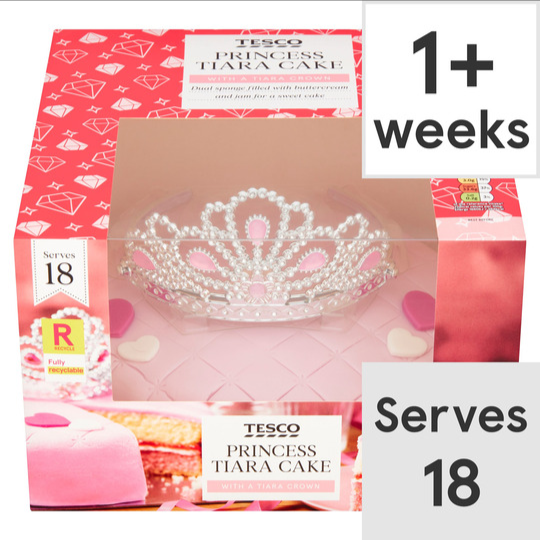 TESCO
PRINCESS
TIARA CAKE
WITH A TIARA CROWN
Dual sponge filled with buttercream
and jam for a sweet cake
1+
weeks
Serves
18
R
RECYCLE
Fully
recyclable
TESCO
PRINCESS
TIARA CAKE
WITH A TIARA CROWN
Serves
18